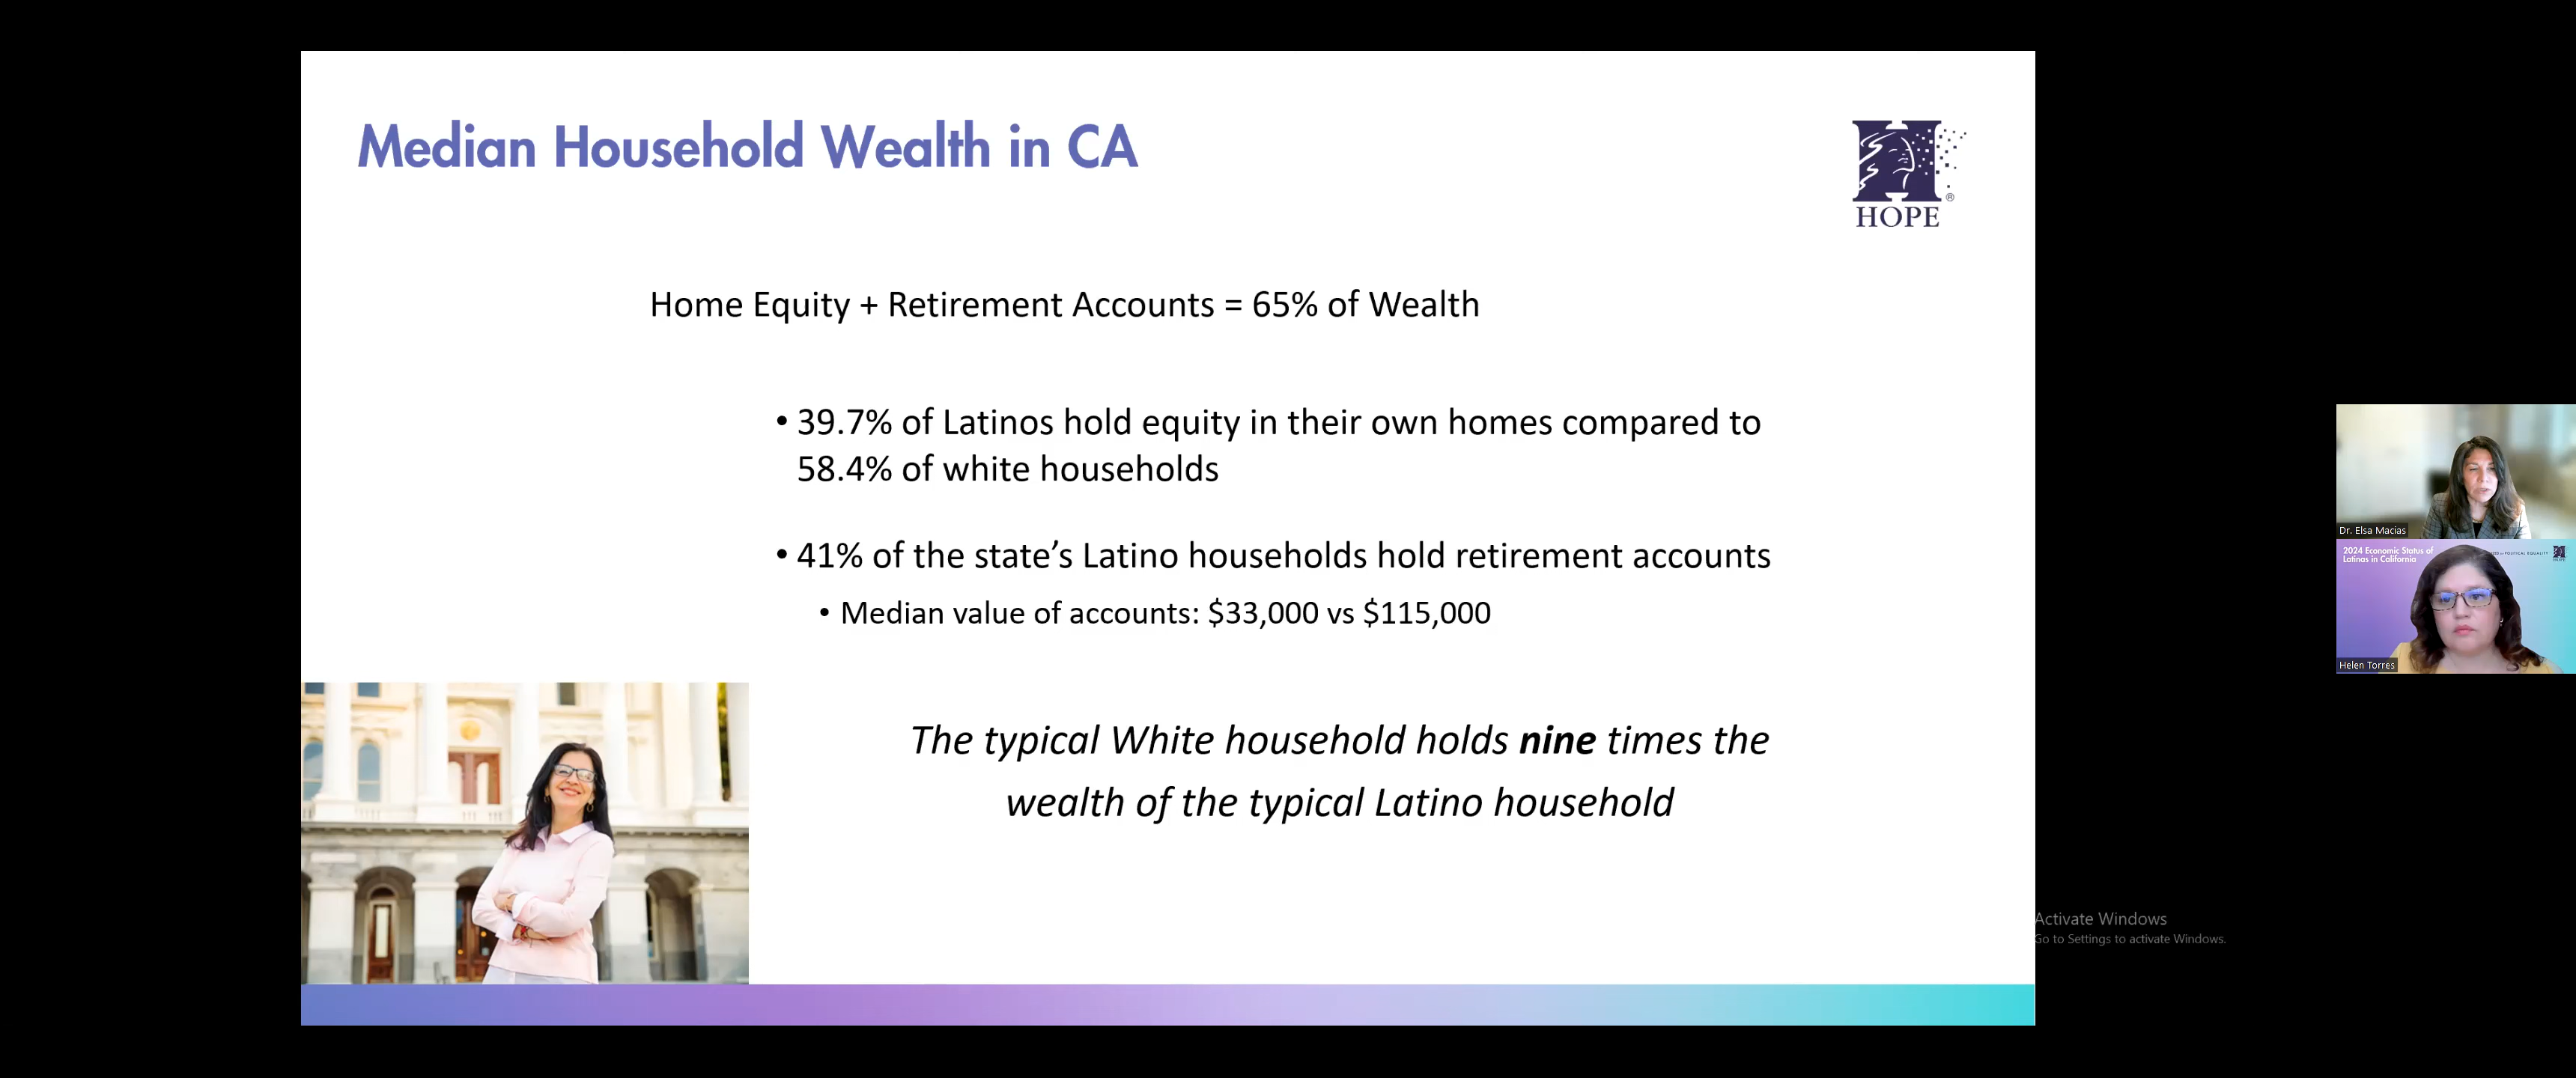 Median Household Wealth in CA
®
HOPE
Home Equity + Retirement Accounts = 65% of Wealth
• 39.7% of Latinos hold equity in their own homes compared to
58.4% of white households
• 41% of the state’s Latino households hold retirement accounts
• Median value of accounts: $33,000 vs $115,000
The typical White household holds nine times the
wealth of the typical Latino household
Dr. Elsa Macias
2024 Economic Status of
Latinas in California
POLITICAL EQUALITY
Helen Torres
Activate Windows
Go to Settings to activate Windows.